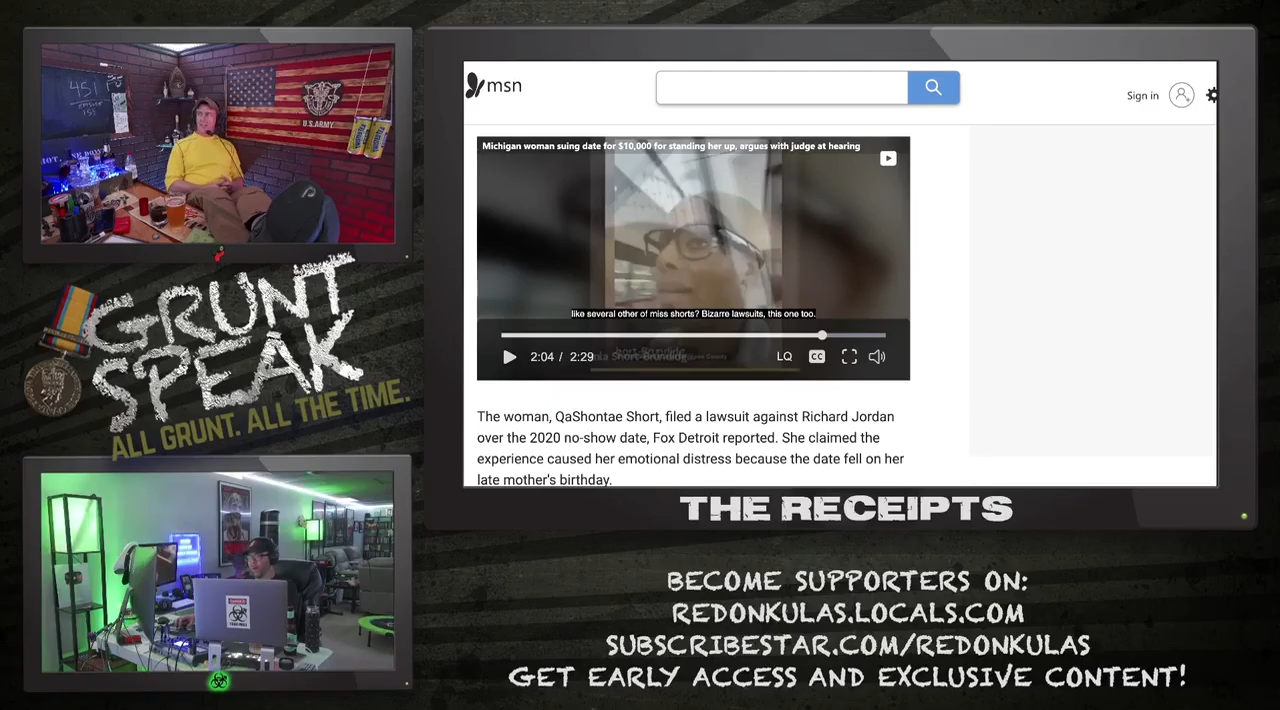 451
U.S. ARMY
GRUNT
SPEAK
ALL GRUNT. ALL THE TIME.
msn
Sign in
Michigan woman suing date for $10,000 for standing her up, argues with judge at hearing
like several other of miss shorts? Bizarre lawsuits, this one too.
2:04 / 2:29
LQ
CC
The woman, QaShontae Short, filed a lawsuit against Richard Jordan
over the 2020 no-show date, Fox Detroit reported. She claimed the
experience caused her emotional distress because the date fell on her
late mother's birthday.
THE RECEIPTS
BECOME SUPPORTERS ON:
REDONKULAS.LOCALS.COM
SUBSCRIBESTAR.COM/REDONKULAS
GET EARLY ACCESS AND EXCLUSIVE CONTENT!